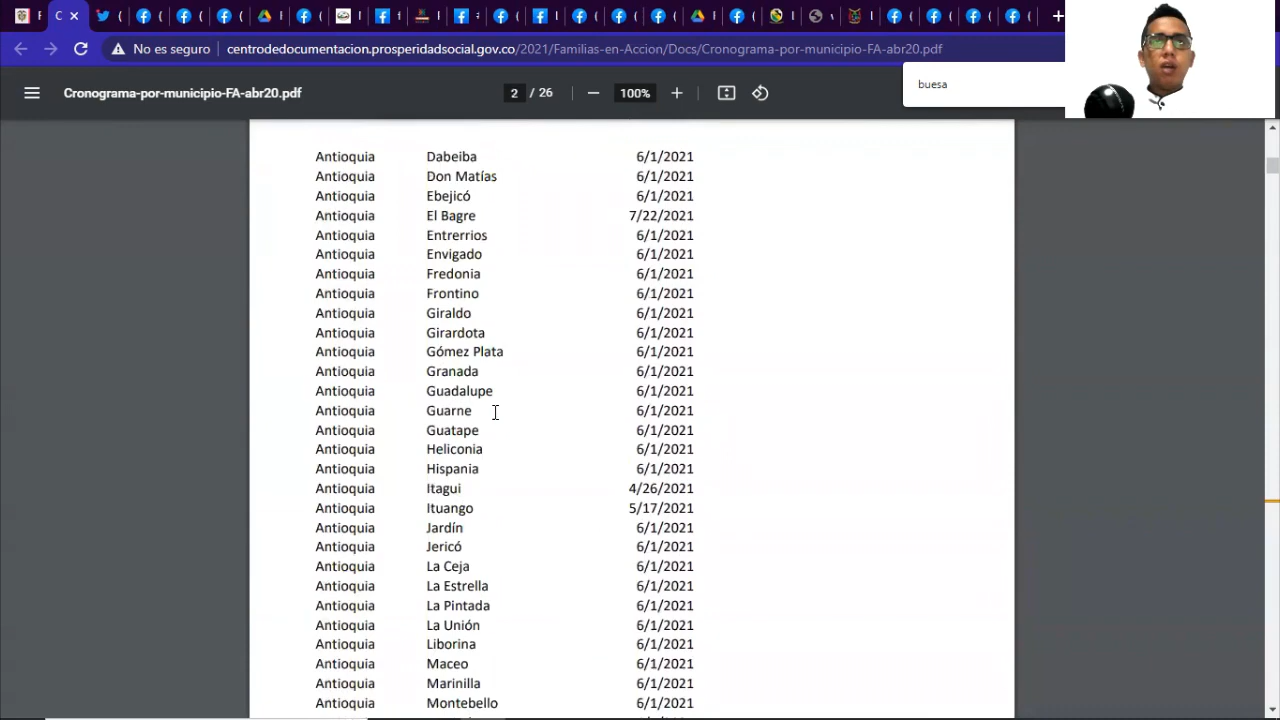 No es seguro centrodedocumentacion.prosperidadsocial.gov.co/2021/Familias-en-Accion/Docs/Cronograma-por-municipio-FA-abr20.pdf
buesa
Cronograma-por-municipio-FA-abr20.pdf 2 / 26 100%
Antioquia Dabeiba 6/1/2021
Antioquia Don Matías 6/1/2021
Antioquia Ebejicó 6/1/2021
Antioquia El Bagre 7/22/2021
Antioquia Entrerrios 6/1/2021
Antioquia Envigado 6/1/2021
Antioquia Fredonia 6/1/2021
Antioquia Frontino 6/1/2021
Antioquia Giraldo 6/1/2021
Antioquia Girardota 6/1/2021
Antioquia Gómez Plata 6/1/2021
Antioquia Granada 6/1/2021
Antioquia Guadalupe 6/1/2021
Antioquia Guarne 6/1/2021
Antioquia Guatape 6/1/2021
Antioquia Heliconia 6/1/2021
Antioquia Hispania 6/1/2021
Antioquia Itagui 4/26/2021
Antioquia Ituango 5/17/2021
Antioquia Jardín 6/1/2021
Antioquia Jericó 6/1/2021
Antioquia La Ceja 6/1/2021
Antioquia La Estrella 6/1/2021
Antioquia La Pintada 6/1/2021
Antioquia La Unión 6/1/2021
Antioquia Liborina 6/1/2021
Antioquia Maceo 6/1/2021
Antioquia Marinilla 6/1/2021
Antioquia Montebello 6/1/2021